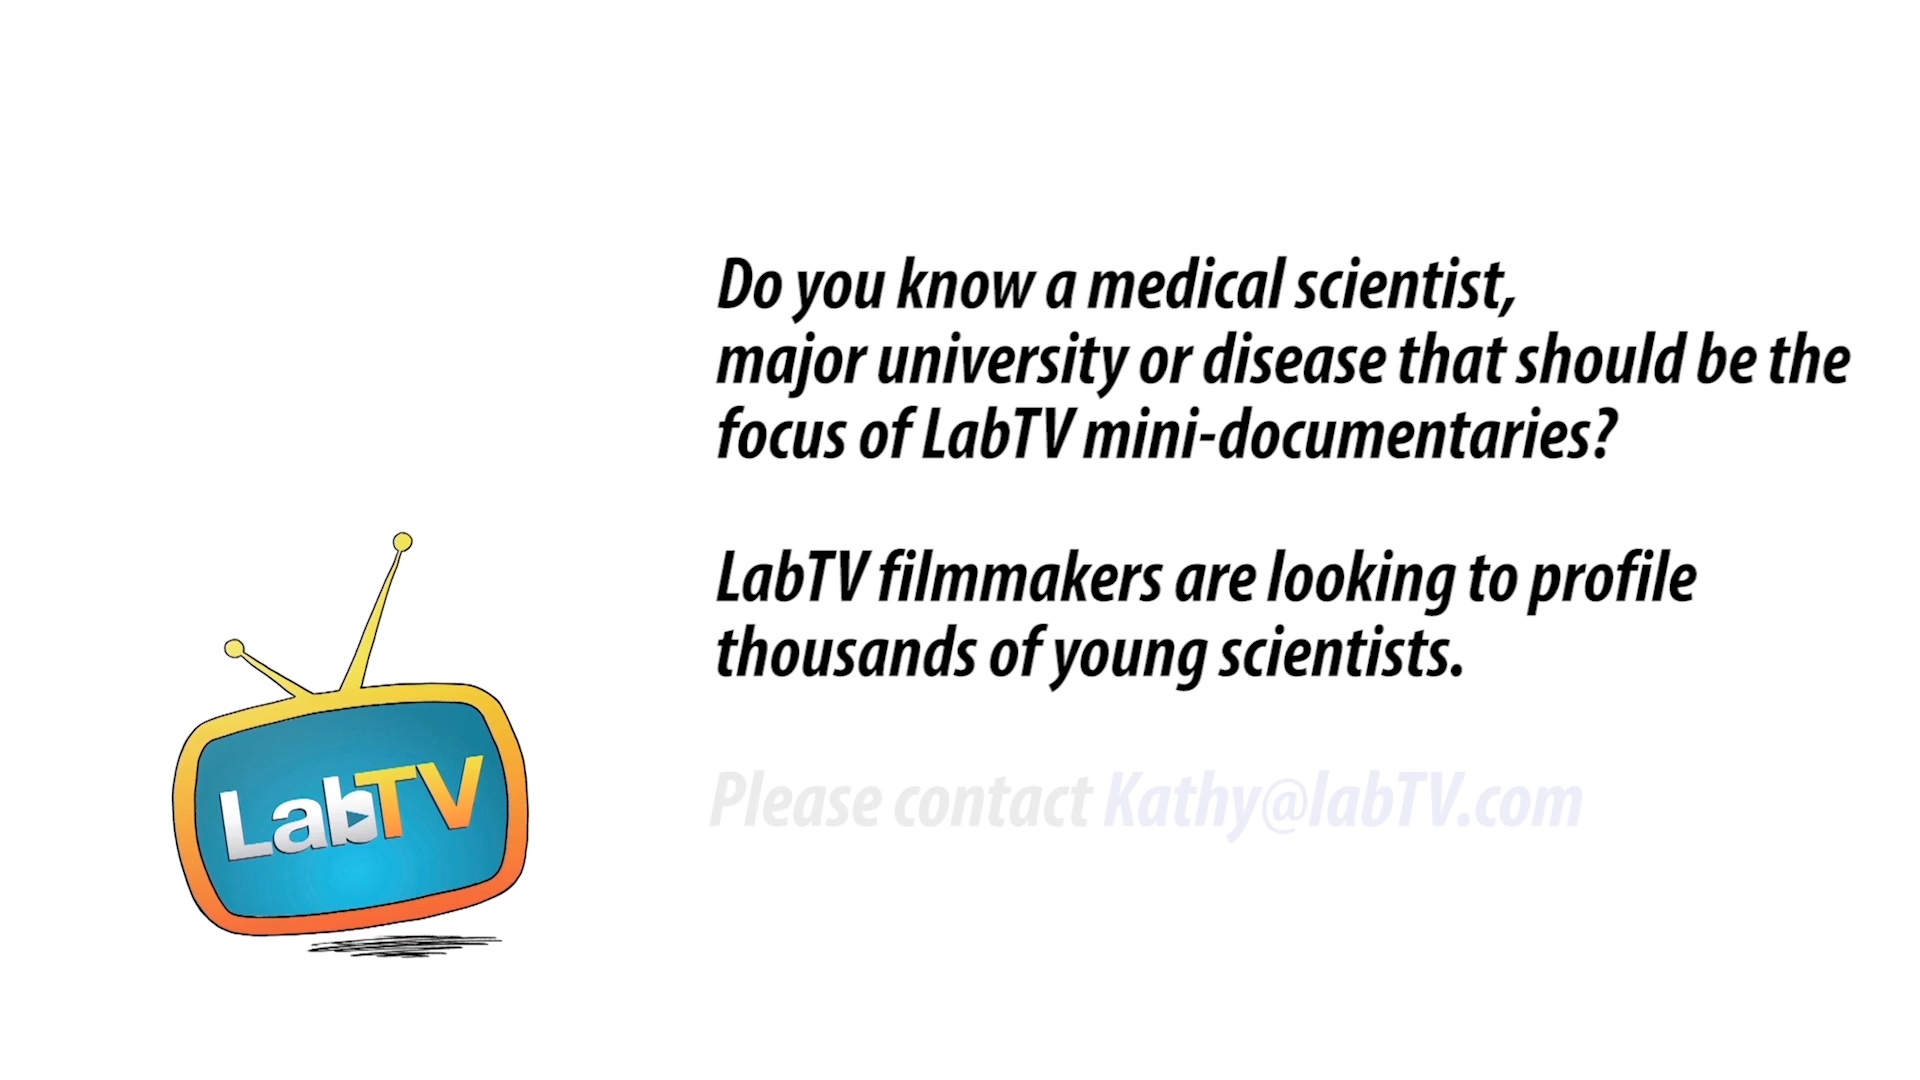 Do you know a medical scientist,
major university or disease that should be the
focus of LabTV mini-documentaries?
LabTV filmmakers are looking to profile
thousands of young scientists.
LabTV
Please contact Kathy@labTV.com